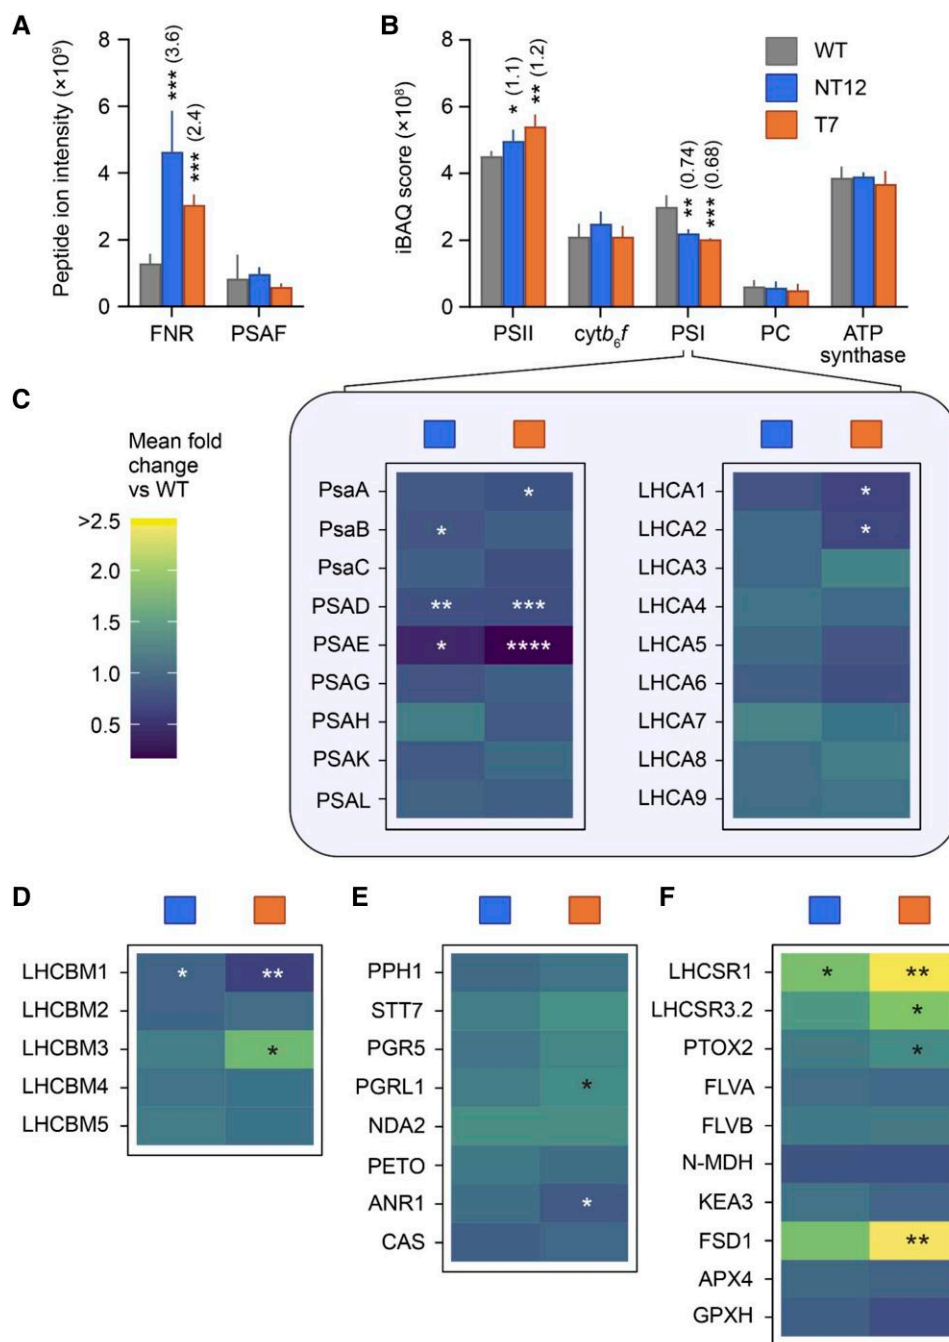 A
Peptide ion intensity (×10⁹)
8
6
4
2
0
*** (3.6)
*** (2.4)
FNR
PSAF
B
iBAQ score (×10⁸)
8
6
4
2
0
* (1.1)
** (1.2)
** (0.74)
*** (0.68)
WT
NT12
T7
PSII
cytb₆f
PSI
PC
ATP
synthase
C
Mean fold
change
vs WT
>2.5
2.0
1.5
1.0
0.5
PsaA *
PsaB *
PsaC
PSAD ** ***
PSAE * ****
PSAG
PSAH
PSAK
PSAL
LHCA1 *
LHCA2 *
LHCA3
LHCA4
LHCA5
LHCA6
LHCA7
LHCA8
LHCA9
D
LHCBM1 * **
LHCBM2
LHCBM3 *
LHCBM4
LHCBM5
E
PPH1
STT7
PGR5
PGRL1 *
NDA2
PETO
ANR1 *
CAS
F
LHCSR1 * **
LHCSR3.2 *
PTOX2 *
FLVA
FLVB
N-MDH
KEA3
FSD1 **
APX4
GPXH